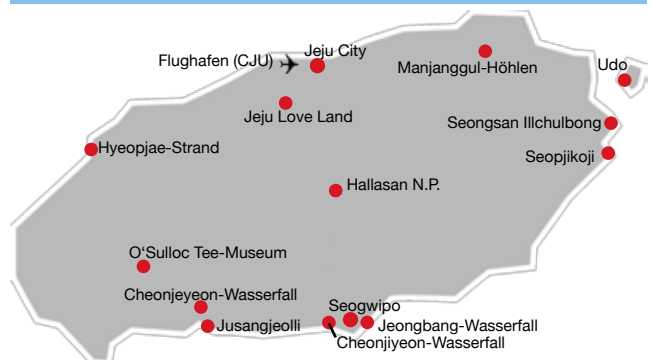 Flughafen (CJU)
Jeju City
Manjanggul-Höhlen
Udo
Jeju Love Land
Seongsan Illchulbong
Hyeopjae-Strand
Seopjikoji
Hallasan N.P.
O‘Sulloc Tee-Museum
Cheonjeyeon-Wasserfall
Seogwipo
Jusangjeolli
Jeongbang-Wasserfall
Cheonjiyeon-Wasserfall